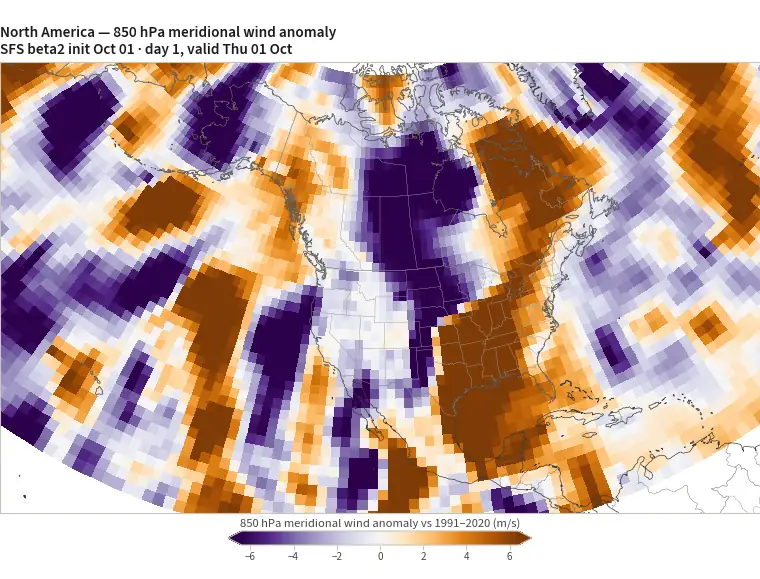 North America — 850 hPa meridional wind anomaly
SFS beta2 init Oct 01 · day 1, valid Thu 01 Oct
850 hPa meridional wind anomaly vs 1991–2020 (m/s)
−6 −4 −2 0 2 4 6